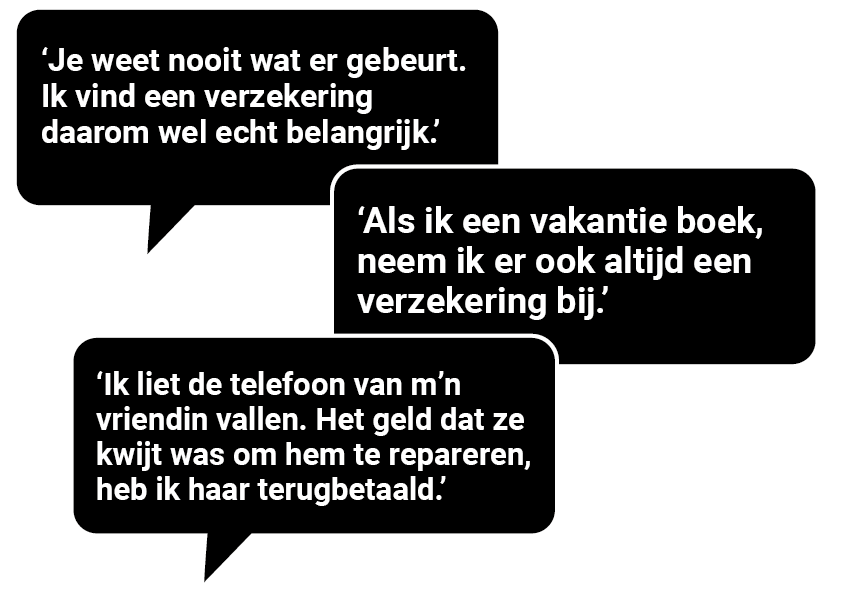 ‘Je weet nooit wat er gebeurt.
Ik vind een verzekering
daarom wel echt belangrijk.’
‘Als ik een vakantie boek,
neem ik er ook altijd een
verzekering bij.’
‘Ik liet de telefoon van m’n
vriendin vallen. Het geld dat ze
kwijt was om hem te repareren,
heb ik haar terugbetaald.’